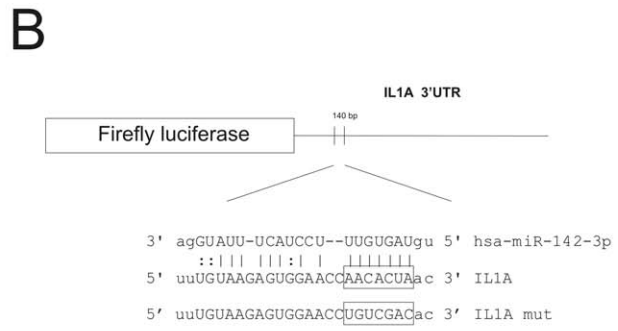 B
IL1A 3'UTR
140 bp
Firefly luciferase
3' agGUAUU-UCAUCCU--UUGUGAUgu 5' hsa-miR-142-3p
::||| |||:| | |||||||
5' uuUGUAAGAGUGGAACCAACACUAac 3' IL1A
5' uuUGUAAGAGUGGAACCUGUCGACac 3' IL1A mut